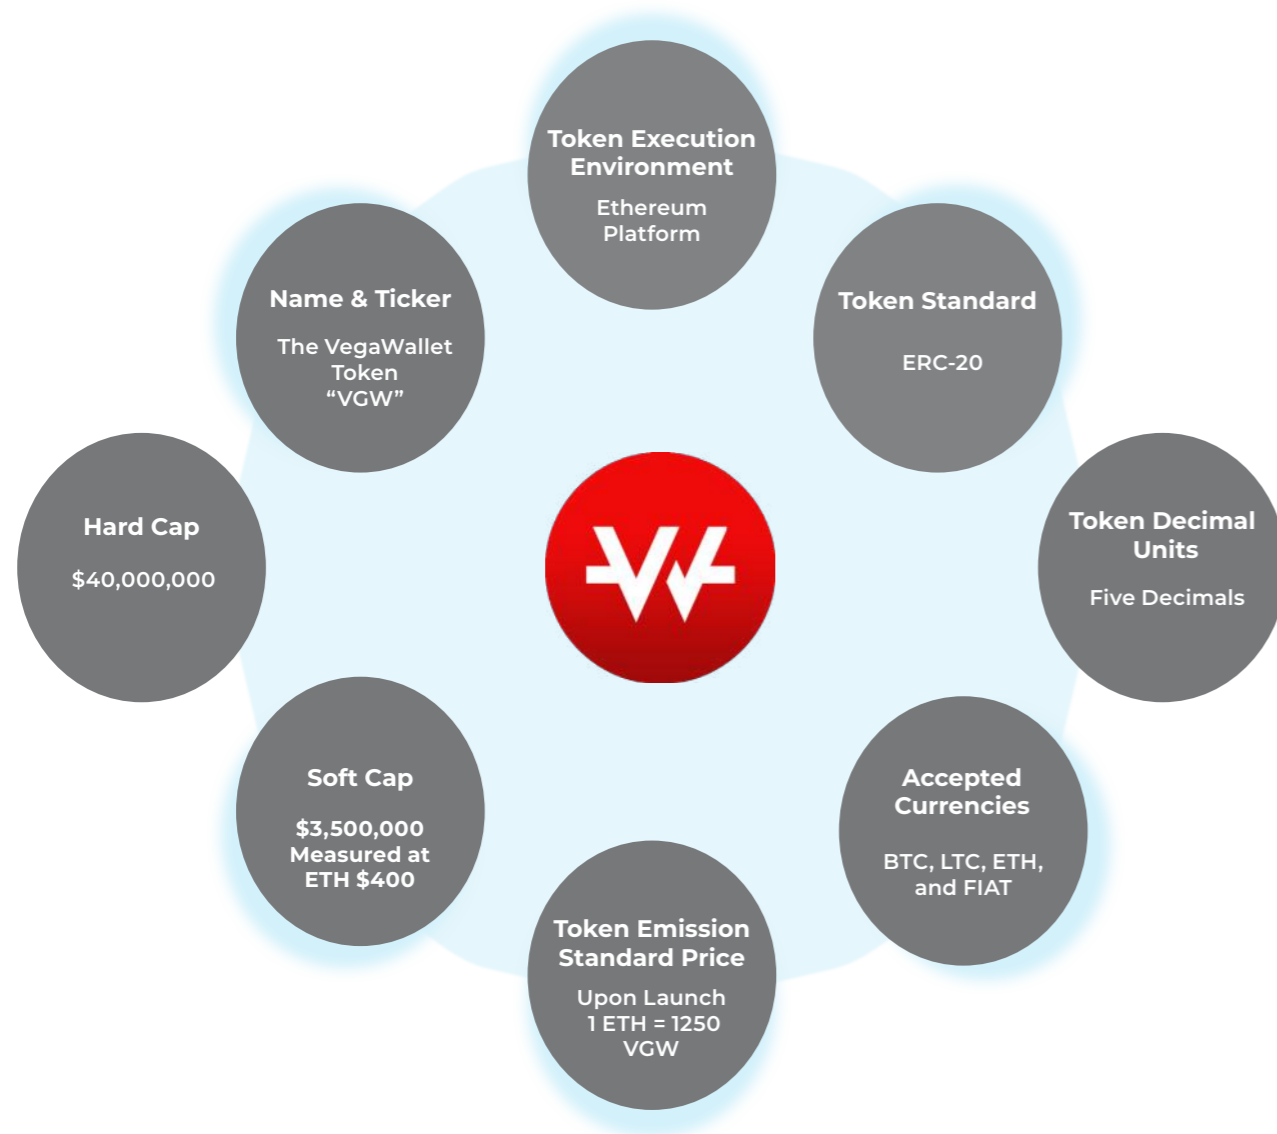 Token Execution
Environment
Ethereum
Platform
Name & Ticker
The VegaWallet
Token
“VGW”
Token Standard
ERC-20
Hard Cap
$40,000,000
Token Decimal
Units
Five Decimals
Soft Cap
$3,500,000
Measured at
ETH $400
Accepted
Currencies
BTC, LTC, ETH,
and FIAT
Token Emission
Standard Price
Upon Launch
1 ETH = 1250
VGW